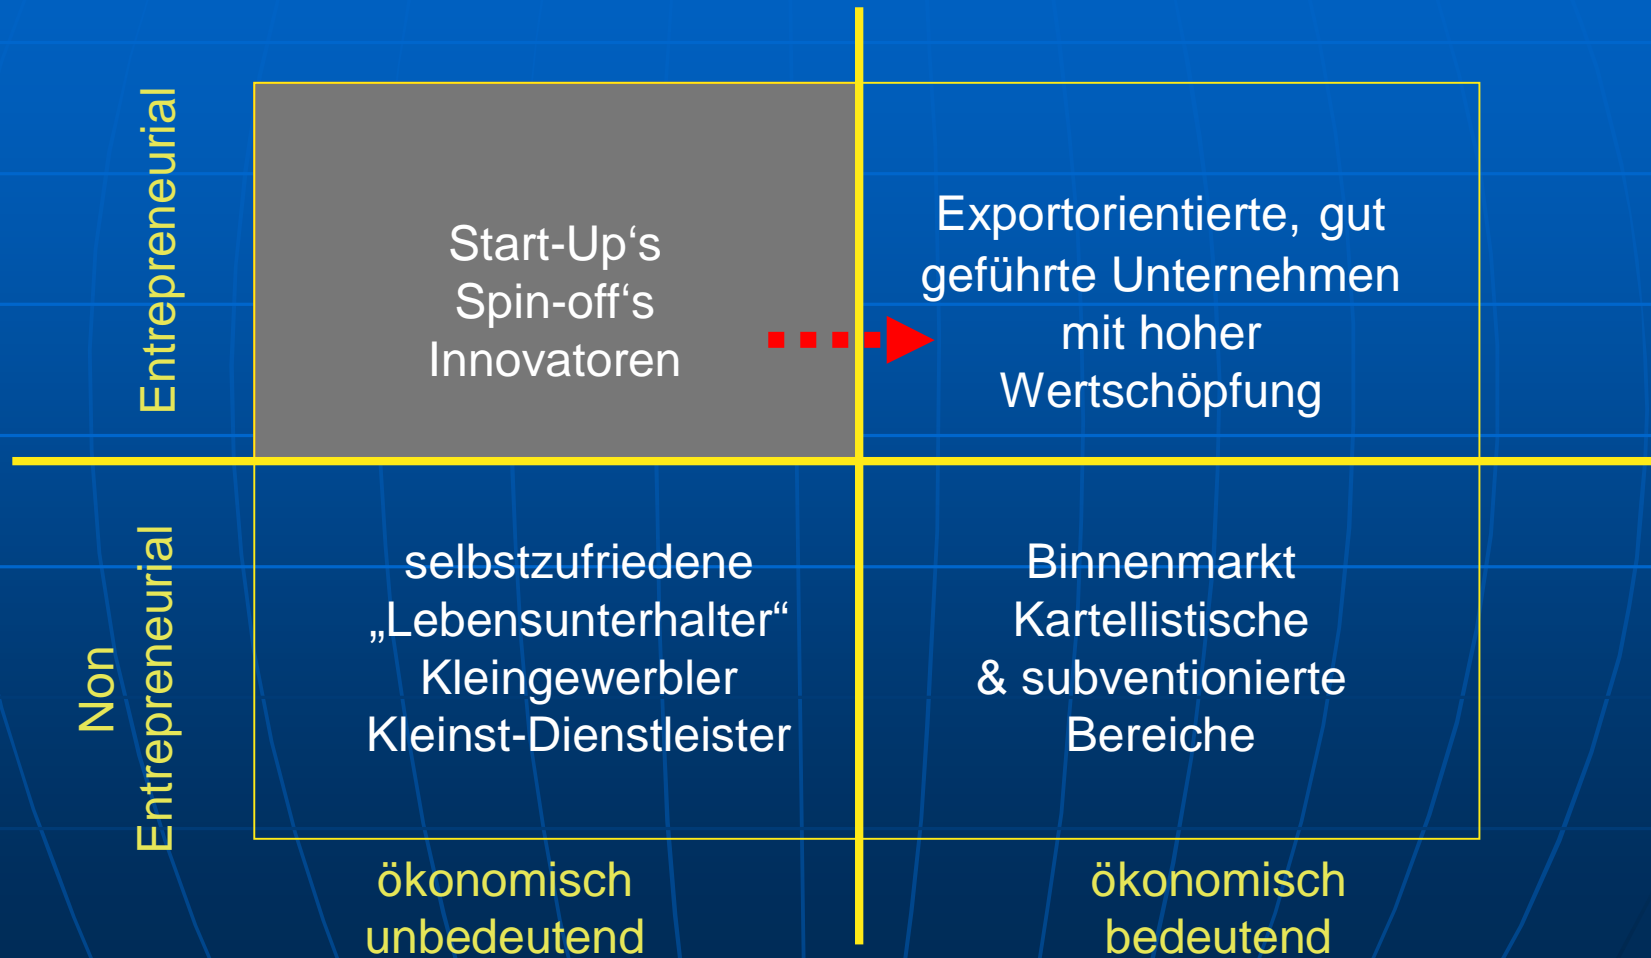 Entrepreneurial
Start-Up‘s
Spin-off‘s
Innovatoren
Exportorientierte, gut
geführte Unternehmen
mit hoher
Wertschöpfung
Non
Entrepreneurial
selbstzufriedene
„Lebensunterhalter“
Kleingewerbler
Kleinst-Dienstleister
Binnenmarkt
Kartellistische
& subventionierte
Bereiche
ökonomisch
unbedeutend
ökonomisch
bedeutend